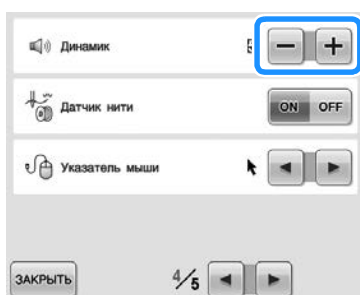 Динамик
− +
Датчик нити
ON OFF
Указатель мыши
ЗАКРЫТЬ
4/5